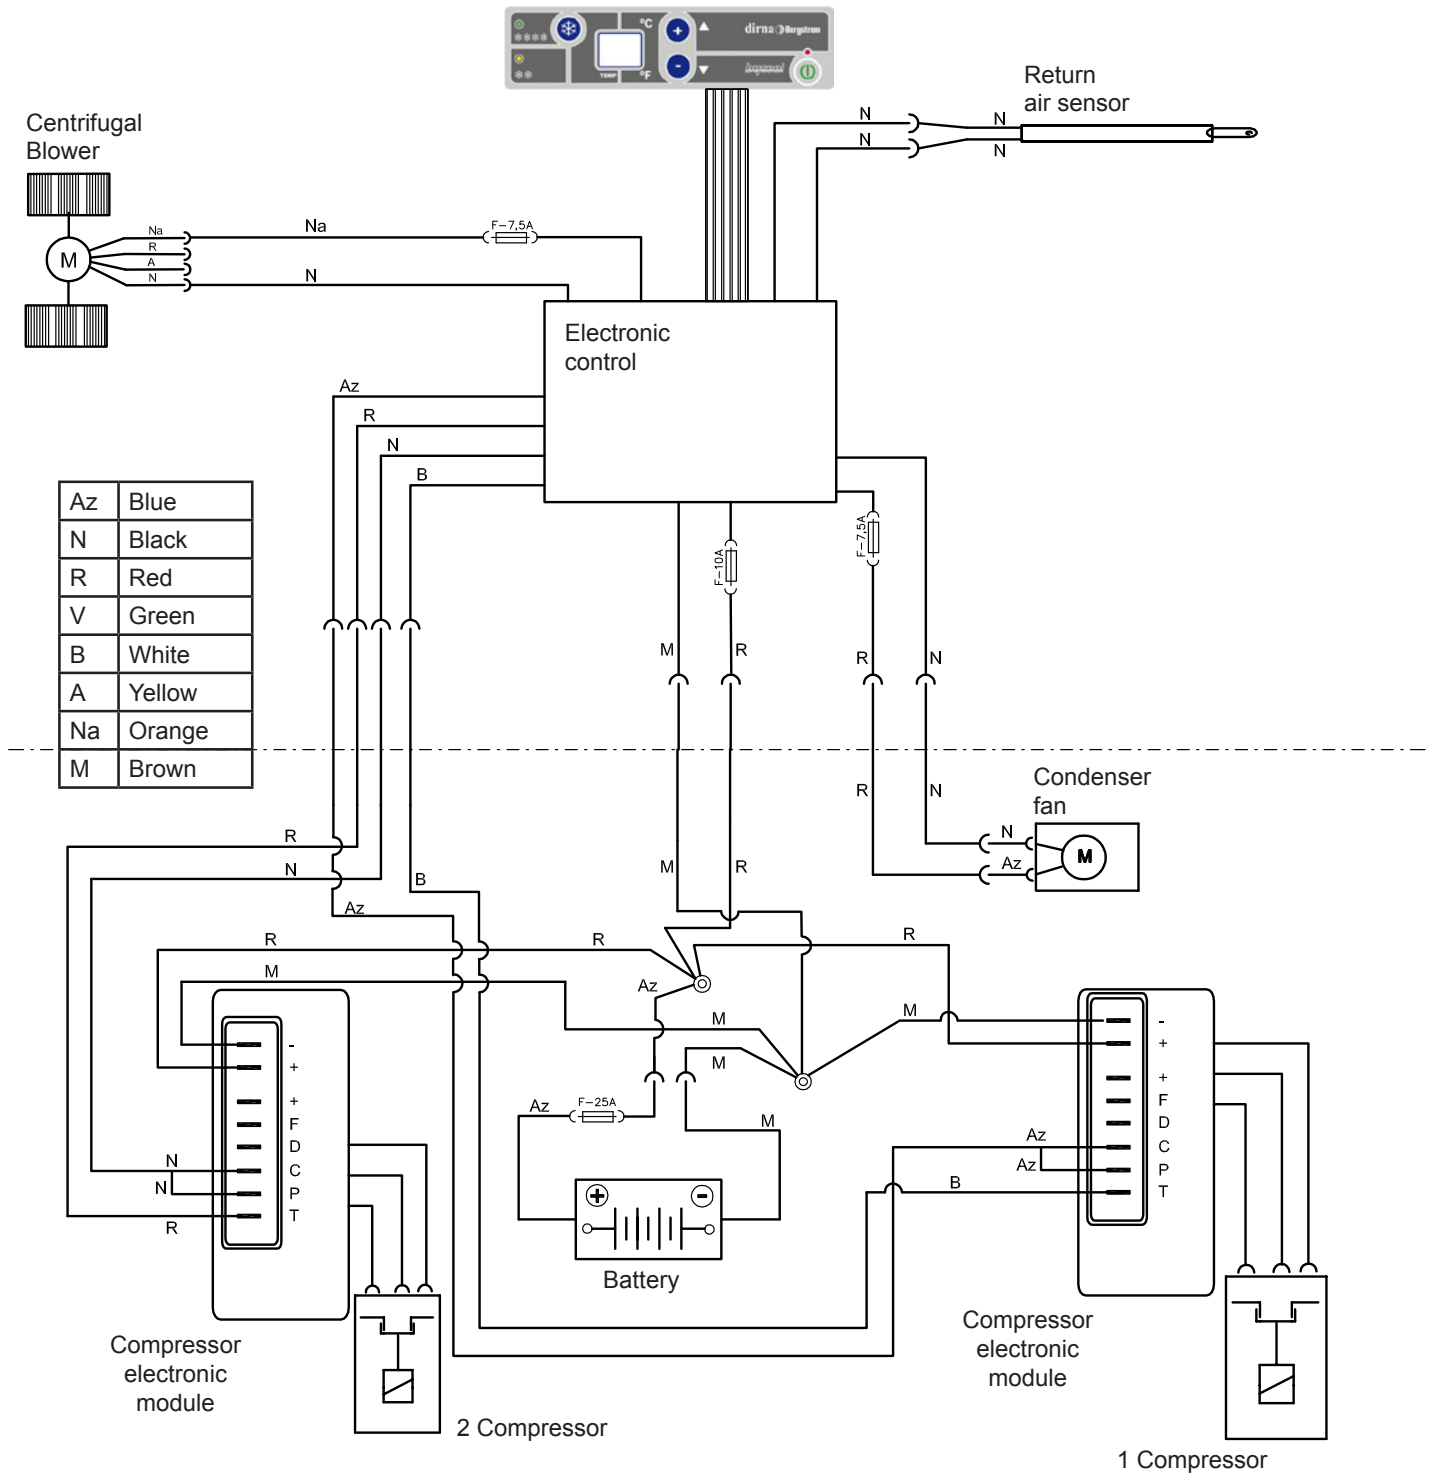 °C
dirna Bergstrom
TEMP
°F
Return
air sensor
N
N
N
N
Centrifugal
Blower
Na
R
A
N
M
Na
F-7,5A
N
Electronic
control
Az
R
N
B
Az Blue
N Black
R Red
V Green
B White
A Yellow
Na Orange
M Brown
F-10A
F-7,5A
M
R
R
N
R
N
Condenser
fan
N
Az
M
R
N
B
Az
M
R
R
M
R
R
Az
M
M
M
-
+
+
F
D
C
P
T
N
N
R
Az
F-25A
M
+
-
Battery
-
+
+
F
D
C
P
T
Az
Az
B
Compressor
electronic
module
2 Compressor
Compressor
electronic
module
1 Compressor